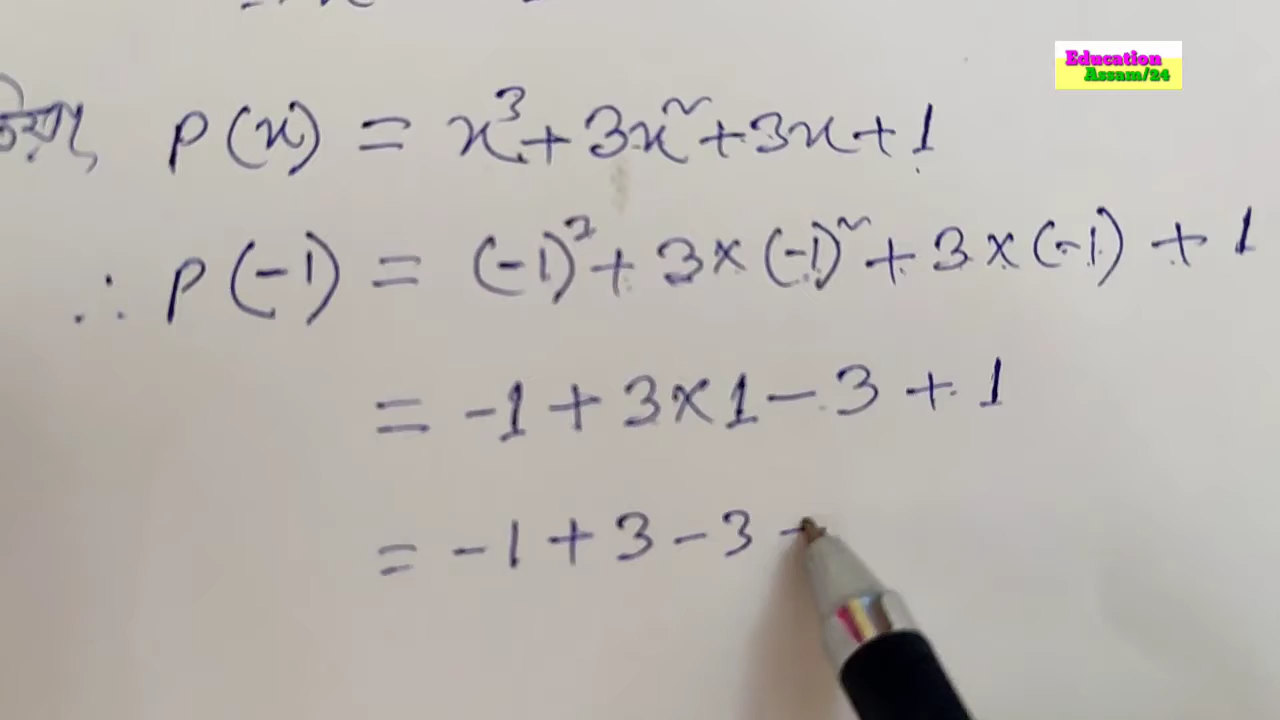 Education
Assam/24
P(x) = x³ + 3x² + 3x + 1
∴ P(-1) = (-1)³ + 3×(-1)² + 3×(-1) + 1
= -1 + 3×1 - 3 + 1
= -1 + 3 - 3